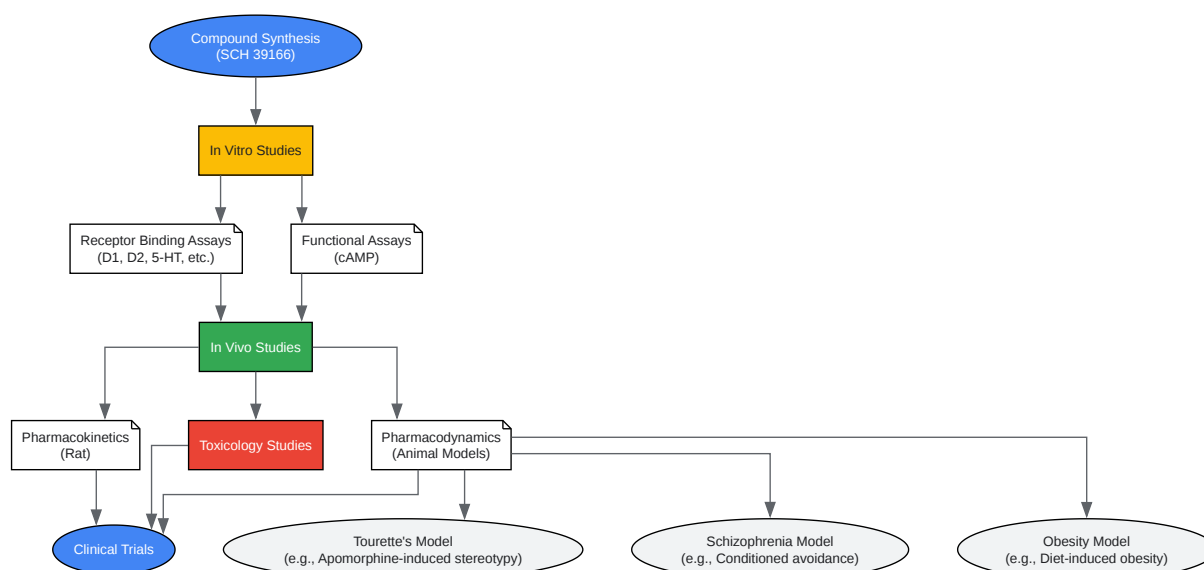 Compound Synthesis
(SCH 39166)
In Vitro Studies
Receptor Binding Assays
(D1, D2, 5-HT, etc.)
Functional Assays
(cAMP)
In Vivo Studies
Pharmacokinetics
(Rat)
Toxicology Studies
Pharmacodynamics
(Animal Models)
Clinical Trials
Tourette's Model
(e.g., Apomorphine-induced stereotypy)
Schizophrenia Model
(e.g., Conditioned avoidance)
Obesity Model
(e.g., Diet-induced obesity)